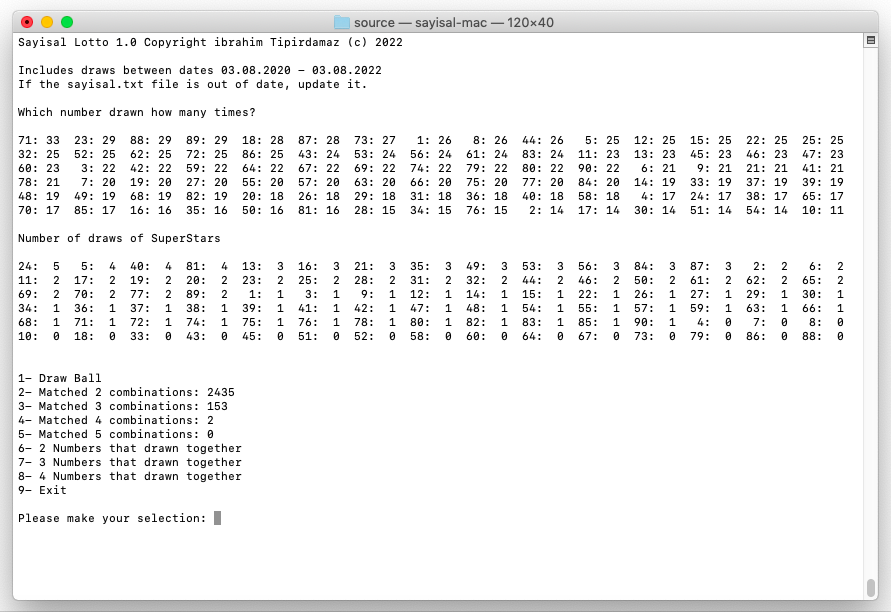 source — sayisal-mac — 120×40
Sayisal Lotto 1.0 Copyright ibrahim Tipirdamaz (c) 2022
Includes draws between dates 03.08.2020 - 03.08.2022
If the sayisal.txt file is out of date, update it.
Which number drawn how many times?
71: 33  23: 29  88: 29  89: 29  18: 28  87: 28  73: 27   1: 26   8: 26  44: 26   5: 25  12: 25  15: 25  22: 25  25: 25
32: 25  52: 25  62: 25  72: 25  86: 25  43: 24  53: 24  56: 24  61: 24  83: 24  11: 23  13: 23  45: 23  46: 23  47: 23
60: 23   3: 22  42: 22  59: 22  64: 22  67: 22  69: 22  74: 22  79: 22  80: 22  90: 22   6: 21   9: 21  21: 21  41: 21
78: 21   7: 20  19: 20  27: 20  55: 20  57: 20  63: 20  66: 20  75: 20  77: 20  84: 20  14: 19  33: 19  37: 19  39: 19
48: 19  49: 19  68: 19  82: 19  20: 18  26: 18  29: 18  31: 18  36: 18  40: 18  58: 18   4: 17  24: 17  38: 17  65: 17
70: 17  85: 17  16: 16  35: 16  50: 16  81: 16  28: 15  34: 15  76: 15   2: 14  17: 14  30: 14  51: 14  54: 14  10: 11
Number of draws of SuperStars
24:  5   5:  4  40:  4  81:  4  13:  3  16:  3  21:  3  35:  3  49:  3  53:  3  56:  3  84:  3  87:  3   2:  2   6:  2
11:  2  17:  2  19:  2  20:  2  23:  2  25:  2  28:  2  31:  2  32:  2  44:  2  46:  2  50:  2  61:  2  62:  2  65:  2
69:  2  70:  2  77:  2  89:  2   1:  1   3:  1   9:  1  12:  1  14:  1  15:  1  22:  1  26:  1  27:  1  29:  1  30:  1
34:  1  36:  1  37:  1  38:  1  39:  1  41:  1  42:  1  47:  1  48:  1  54:  1  55:  1  57:  1  59:  1  63:  1  66:  1
68:  1  71:  1  72:  1  74:  1  75:  1  76:  1  78:  1  80:  1  82:  1  83:  1  85:  1  90:  1   4:  0   7:  0   8:  0
10:  0  18:  0  33:  0  43:  0  45:  0  51:  0  52:  0  58:  0  60:  0  64:  0  67:  0  73:  0  79:  0  86:  0  88:  0
1- Draw Ball
2- Matched 2 combinations: 2435
3- Matched 3 combinations: 153
4- Matched 4 combinations: 2
5- Matched 5 combinations: 0
6- 2 Numbers that drawn together
7- 3 Numbers that drawn together
8- 4 Numbers that drawn together
9- Exit
Please make your selection: